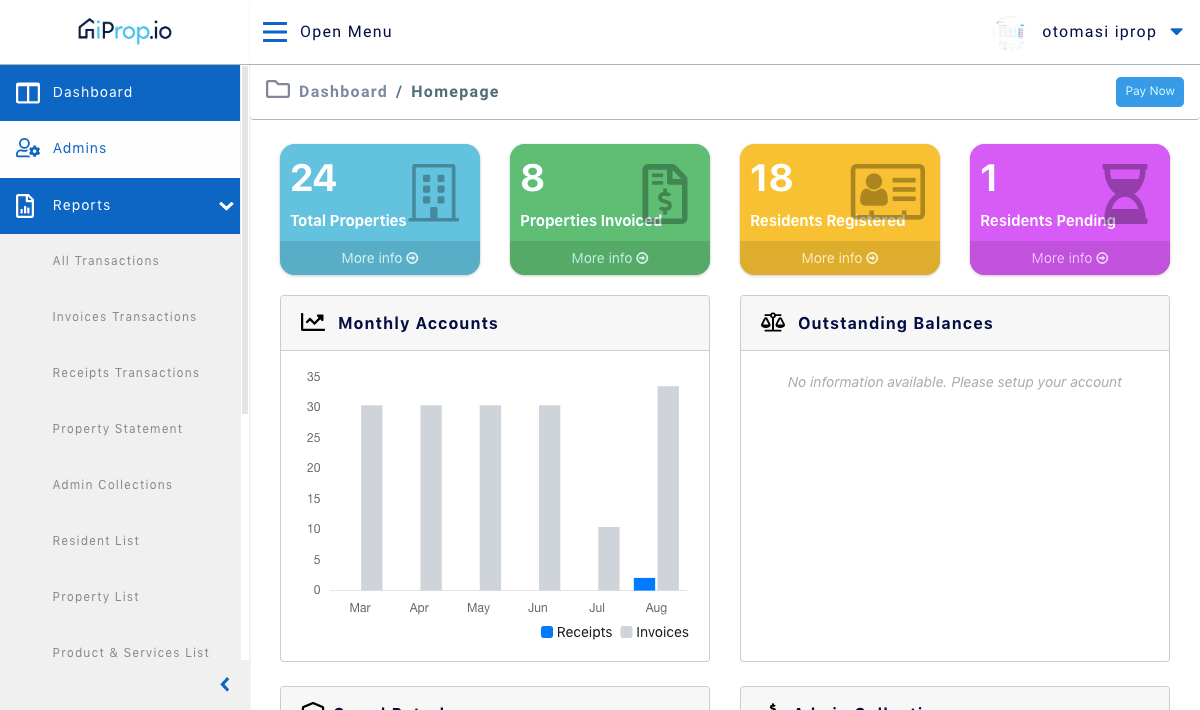 iProp.io
Open Menu
otomasi iprop
Dashboard
Admins
Reports
All Transactions
Invoices Transactions
Receipts Transactions
Property Statement
Admin Collections
Resident List
Property List
Product & Services List
Dashboard / Homepage
Pay Now
24
Total Properties
More info
8
Properties Invoiced
More info
18
Residents Registered
More info
1
Residents Pending
More info
Monthly Accounts
35
30
25
20
15
10
5
0
Mar Apr May Jun Jul Aug
Receipts Invoices
Outstanding Balances
No information available. Please setup your account